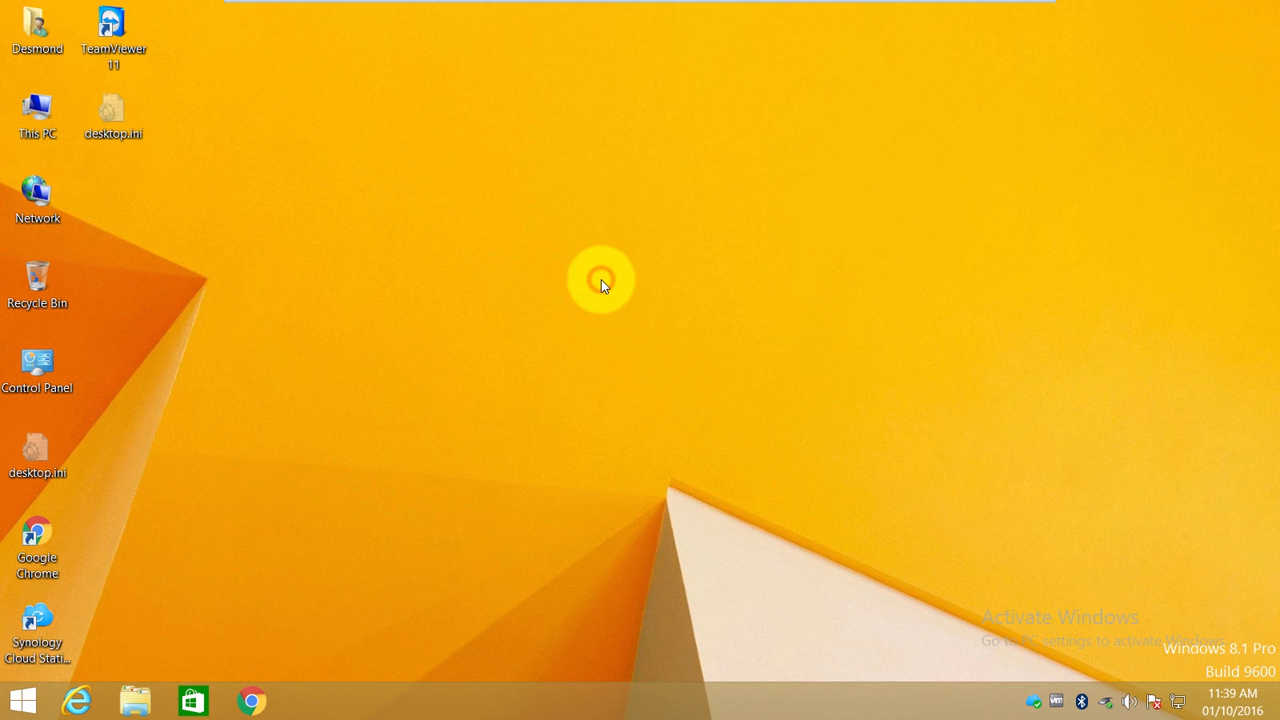 Desmond
TeamViewer
11
This PC
desktop.ini
Network
Recycle Bin
Control Panel
desktop.ini
Google
Chrome
Synology
Cloud Stati...
Activate Windows
Go to PC settings to activate Windows.
Windows 8.1 Pro
Build 9600
11:39 AM
01/10/2016